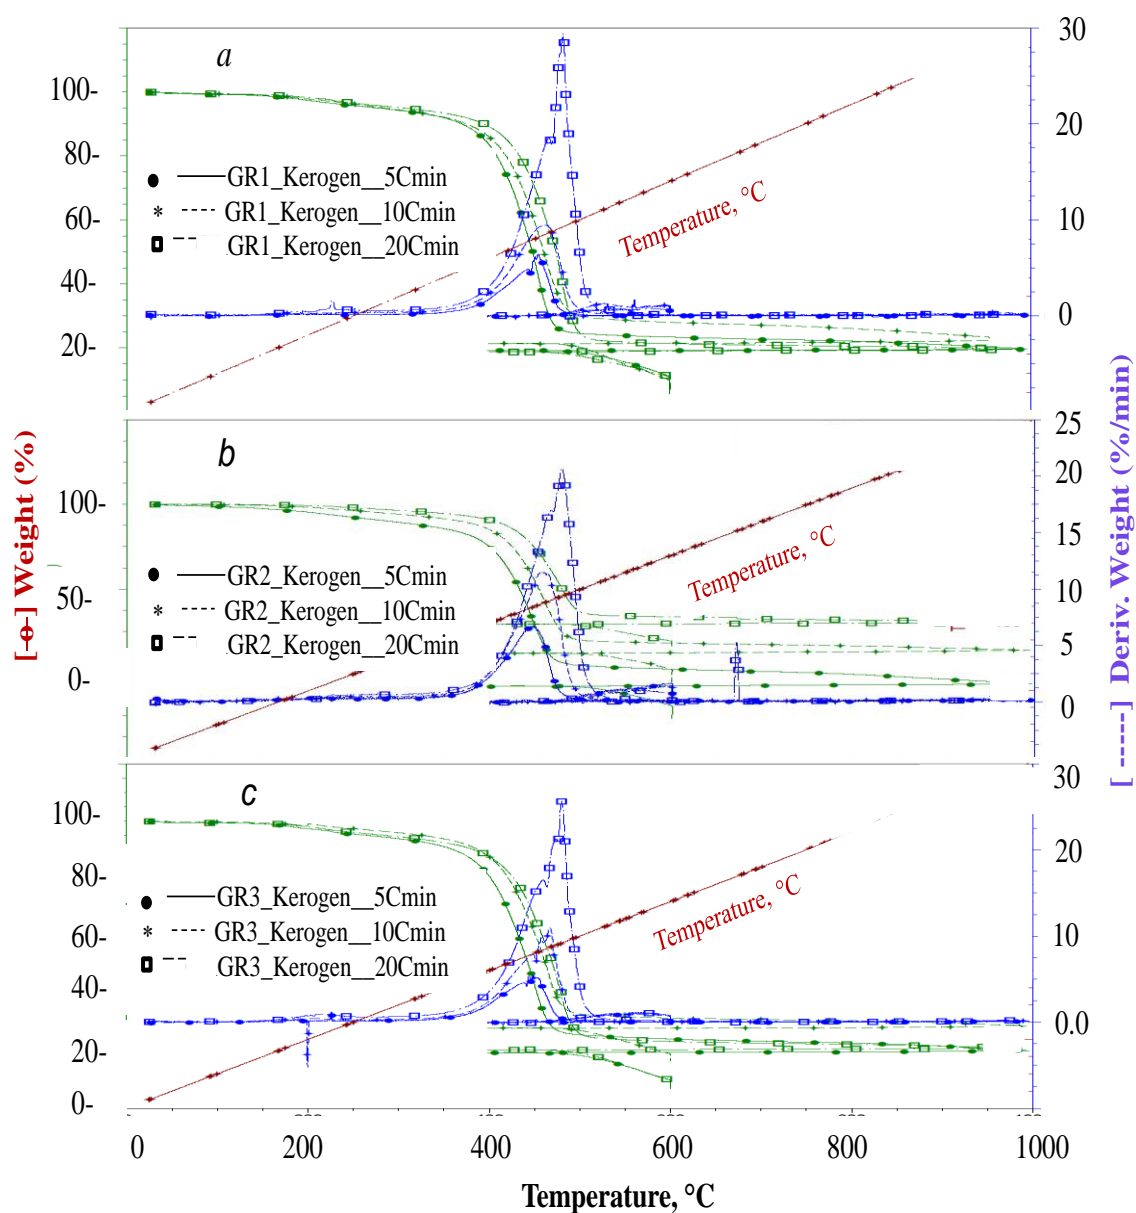 a
30
100-
20
80-
GR1_Kerogen__5Cmin
GR1_Kerogen__10Cmin
GR1_Kerogen__20Cmin
60-
Temperature, °C
10
40-
0
20-
b
25
100-
20
15
GR2_Kerogen__5Cmin
GR2_Kerogen__10Cmin
GR2_Kerogen__20Cmin
Temperature, °C
50-
10
5
0-
0
[-o-] Weight (%)
[ -----] Deriv. Weight (%/min)
c
30
100-
20
80-
GR3_Kerogen__5Cmin
GR3_Kerogen__10Cmin
GR3_Kerogen__20Cmin
Temperature, °C
60-
10
40-
0.0
20-
0-
0 200 400 600 800 1000
Temperature, °C